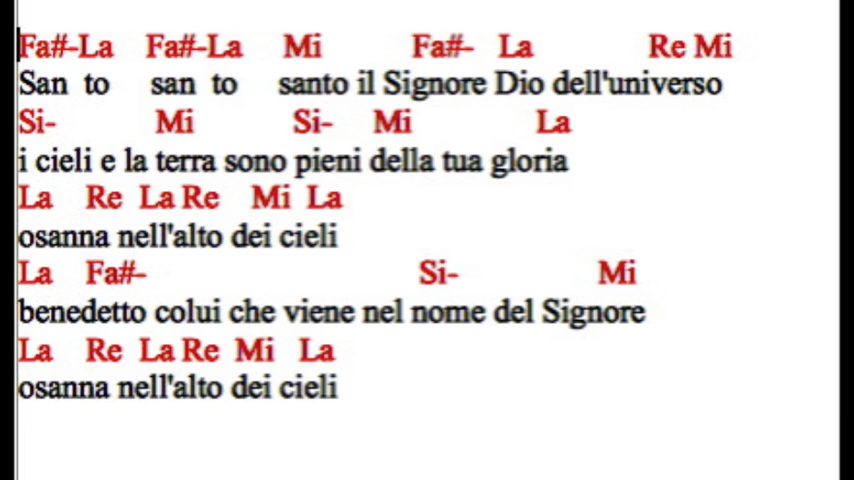 Fa#-La Fa#-La Mi Fa#- La Re Mi
San to san to santo il Signore Dio dell'universo
Si- Mi Si- Mi La
i cieli e la terra sono pieni della tua gloria
La Re La Re Mi La
osanna nell'alto dei cieli
La Fa#- Si- Mi
benedetto colui che viene nel nome del Signore
La Re La Re Mi La
osanna nell'alto dei cieli